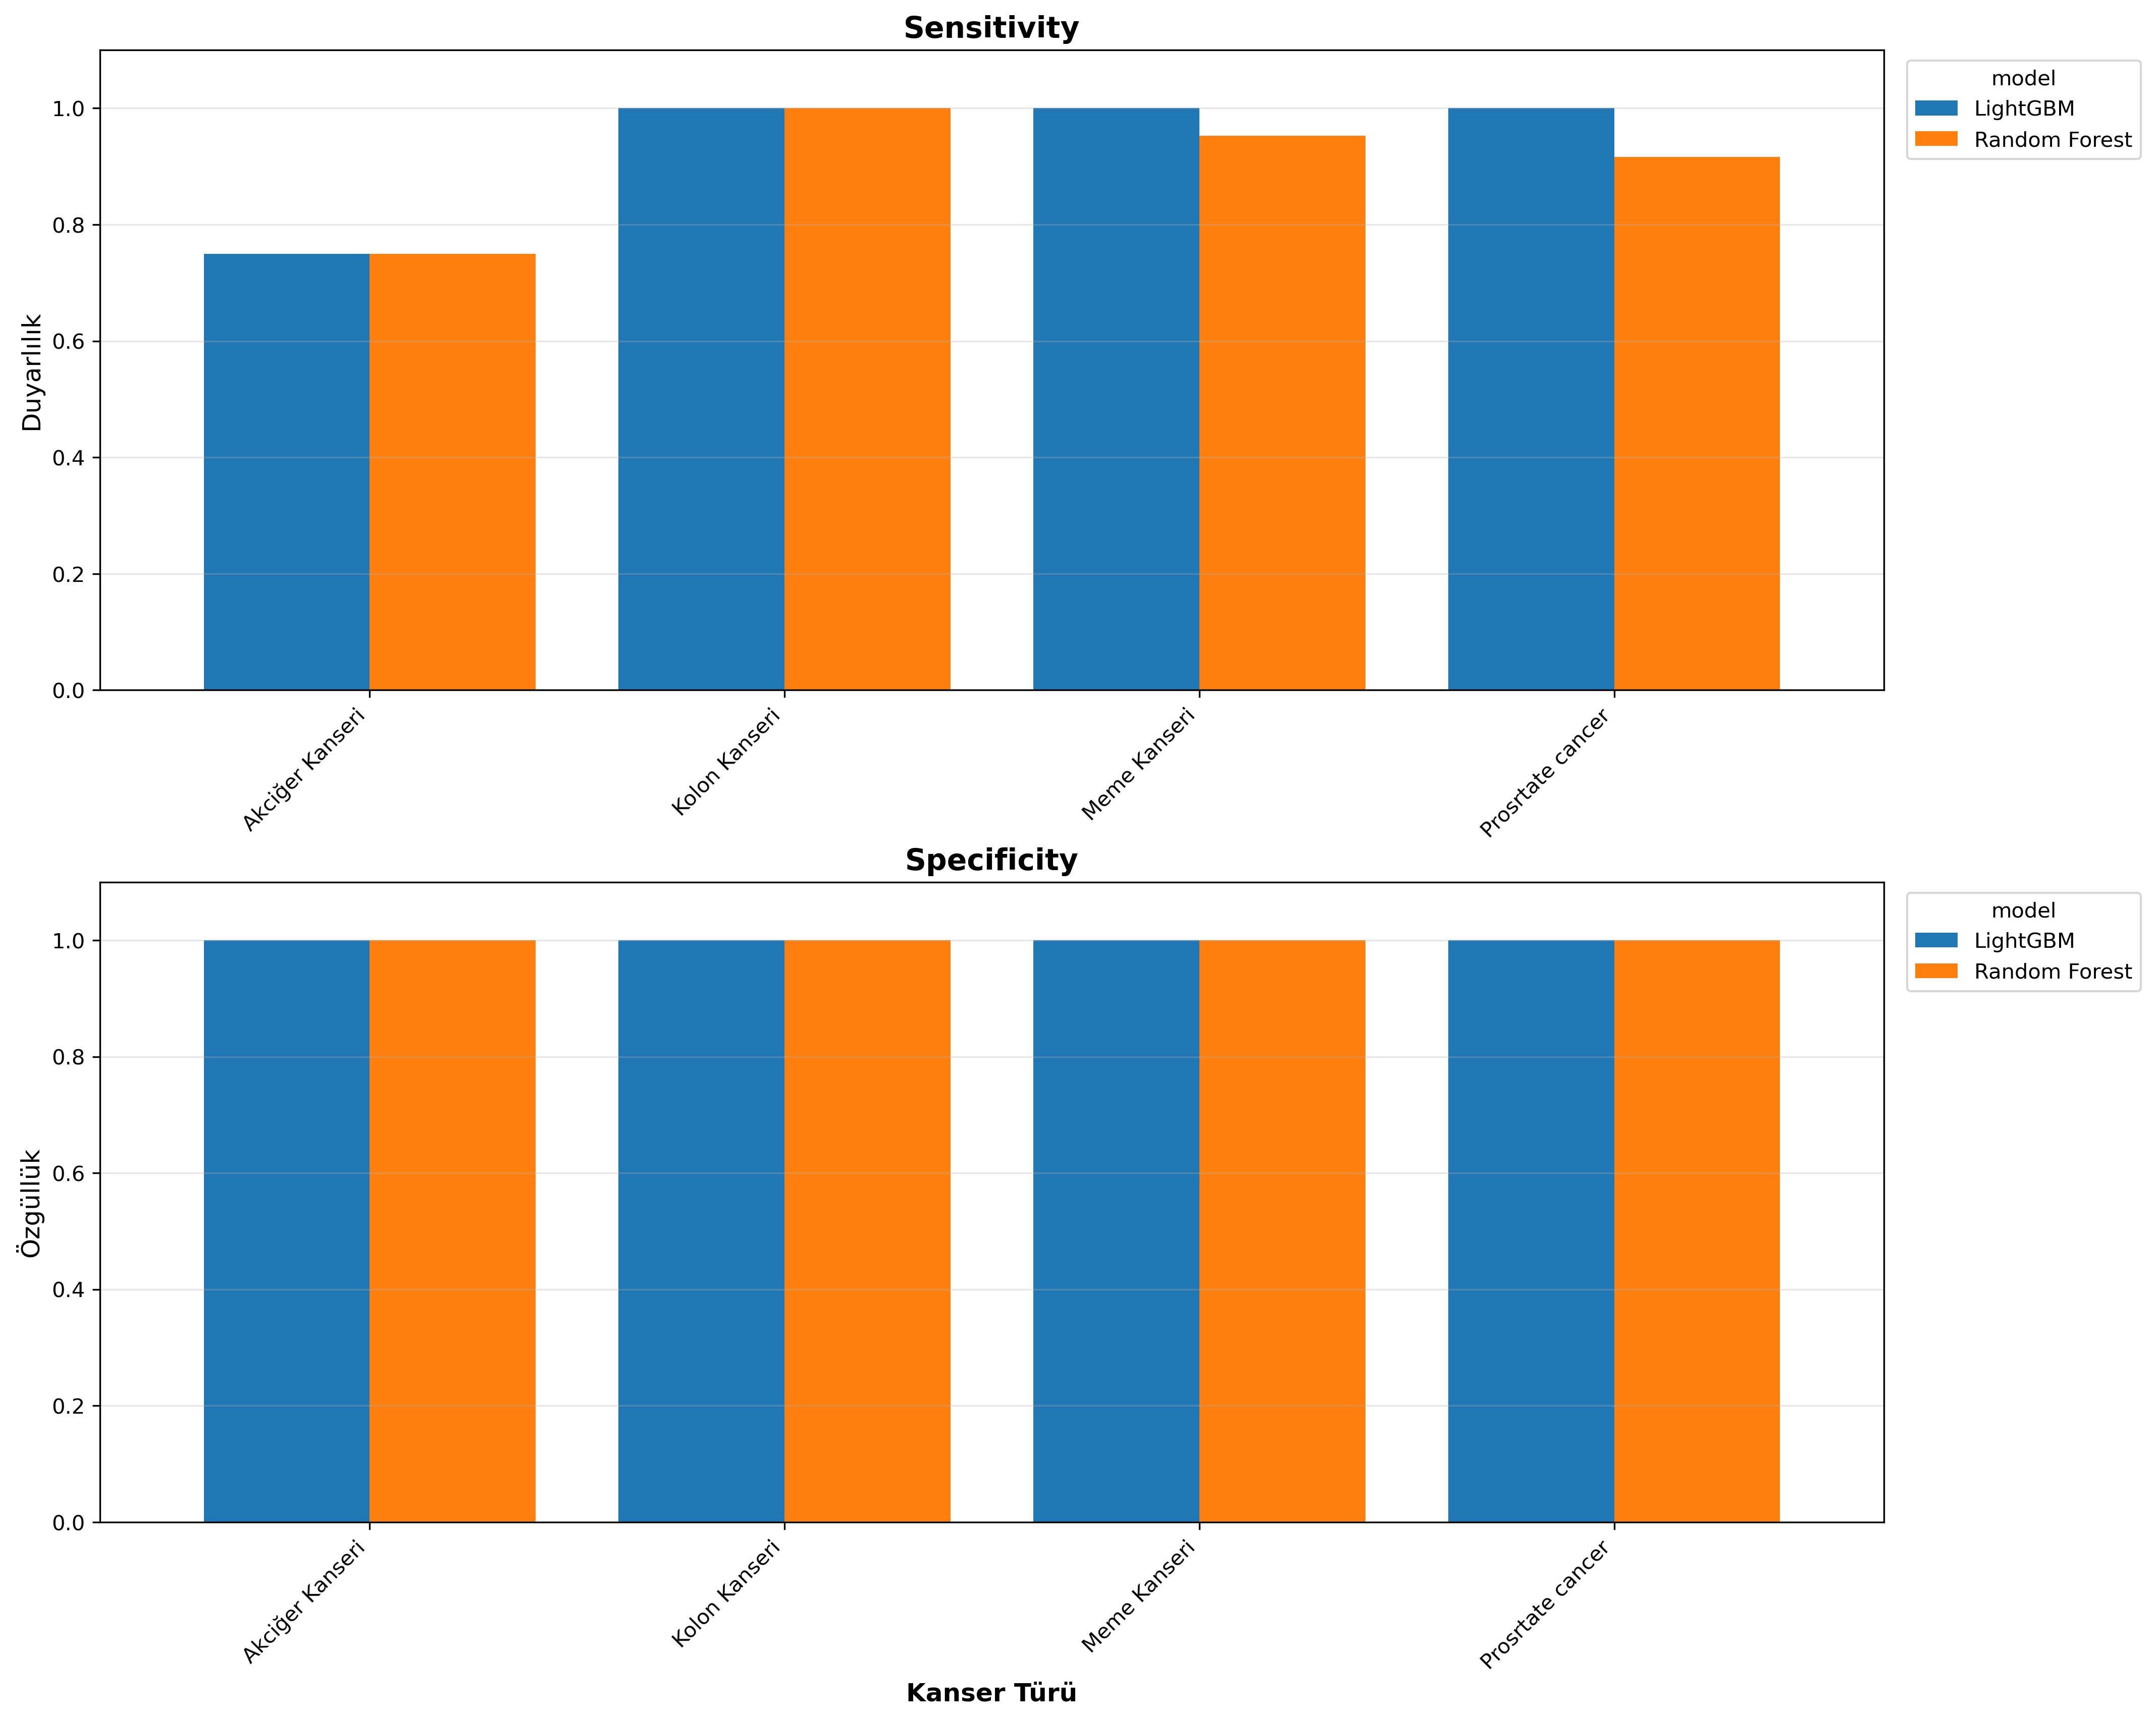 Sensitivity
model
LightGBM
Random Forest
Duyarlılık
1.0
0.8
0.6
0.4
0.2
0.0
Akciğer Kanseri
Kolon Kanseri
Meme Kanseri
Prosrtate cancer
Specificity
model
LightGBM
Random Forest
Özgüllük
1.0
0.8
0.6
0.4
0.2
0.0
Akciğer Kanseri
Kolon Kanseri
Meme Kanseri
Prosrtate cancer
Kanser Türü